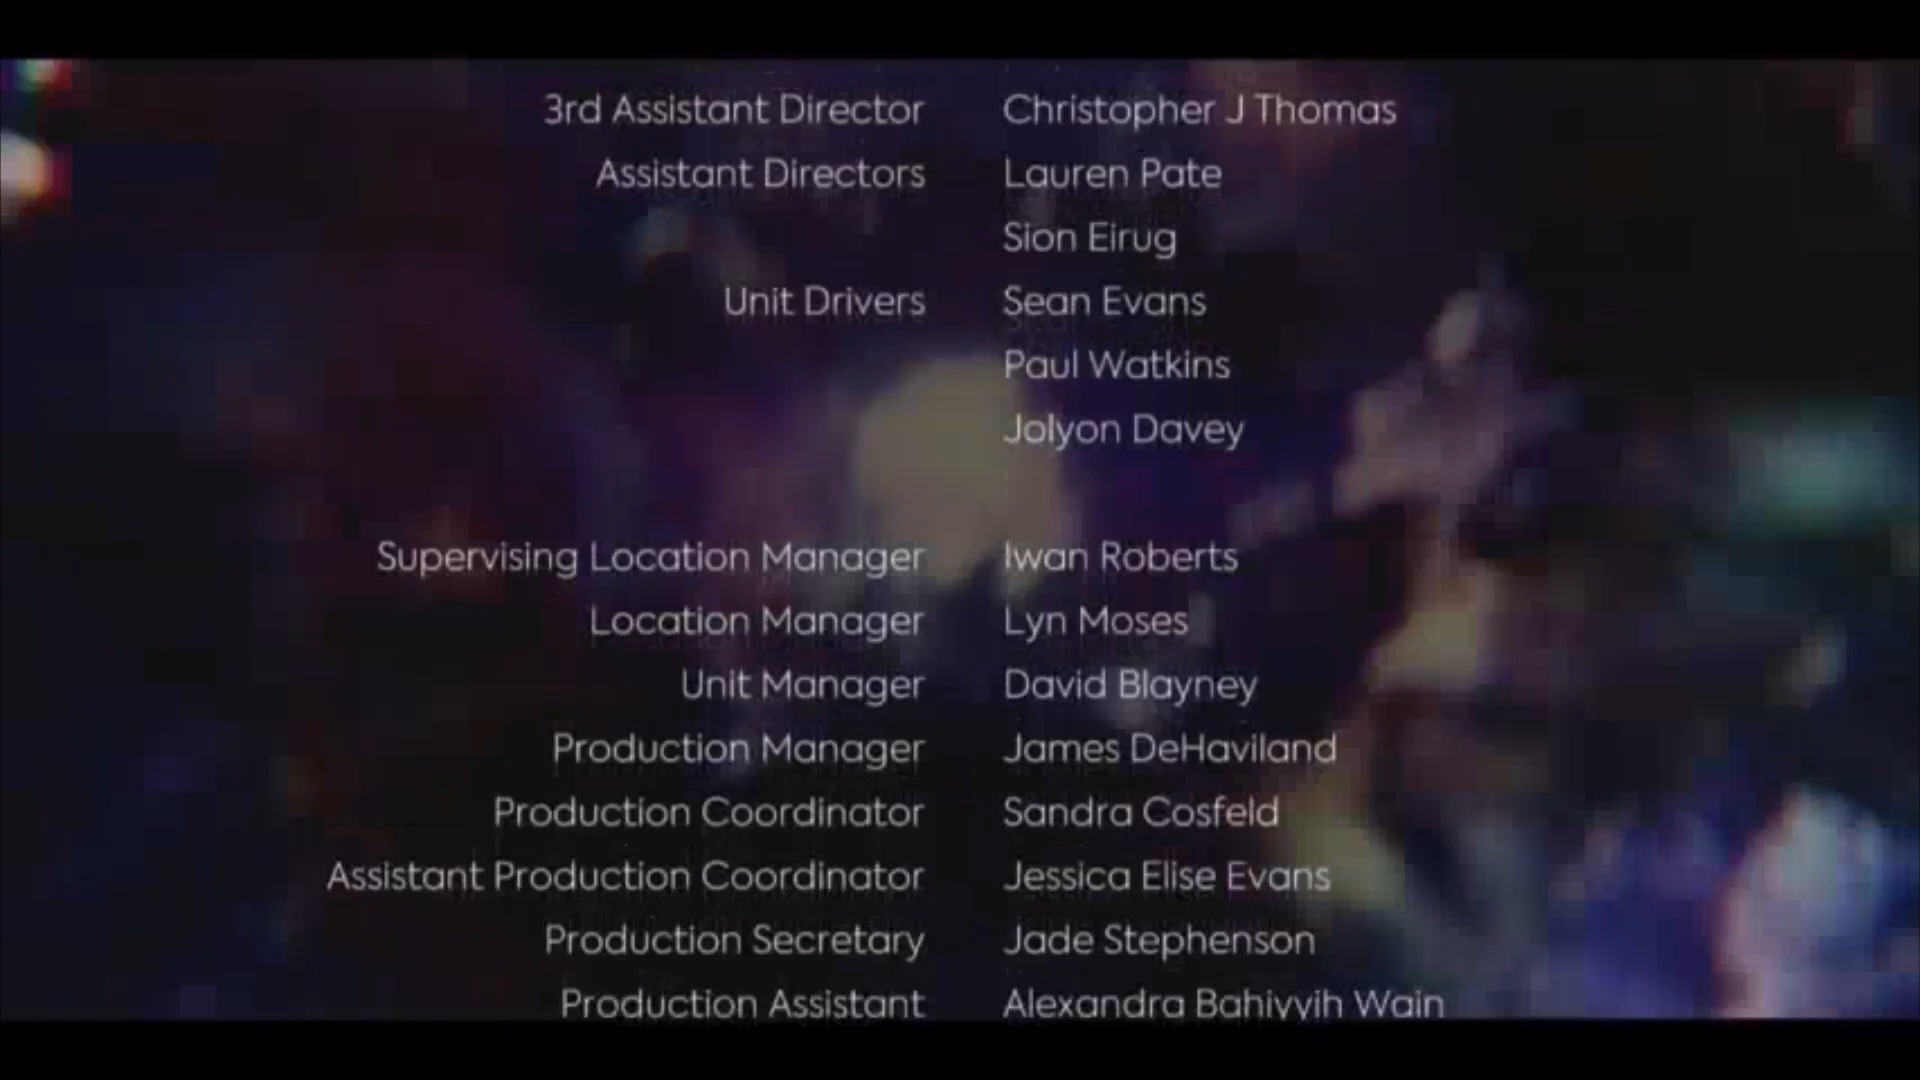 3rd Assistant Director Christopher J Thomas
Assistant Directors Lauren Pate
Sion Eirug
Unit Drivers Sean Evans
Paul Watkins
Jolyon Davey
Supervising Location Manager Iwan Roberts
Location Manager Lyn Moses
Unit Manager David Blayney
Production Manager James DeHaviland
Production Coordinator Sandra Cosfeld
Assistant Production Coordinator Jessica Elise Evans
Production Secretary Jade Stephenson
Production Assistant Alexandra Bahiyyih Wain